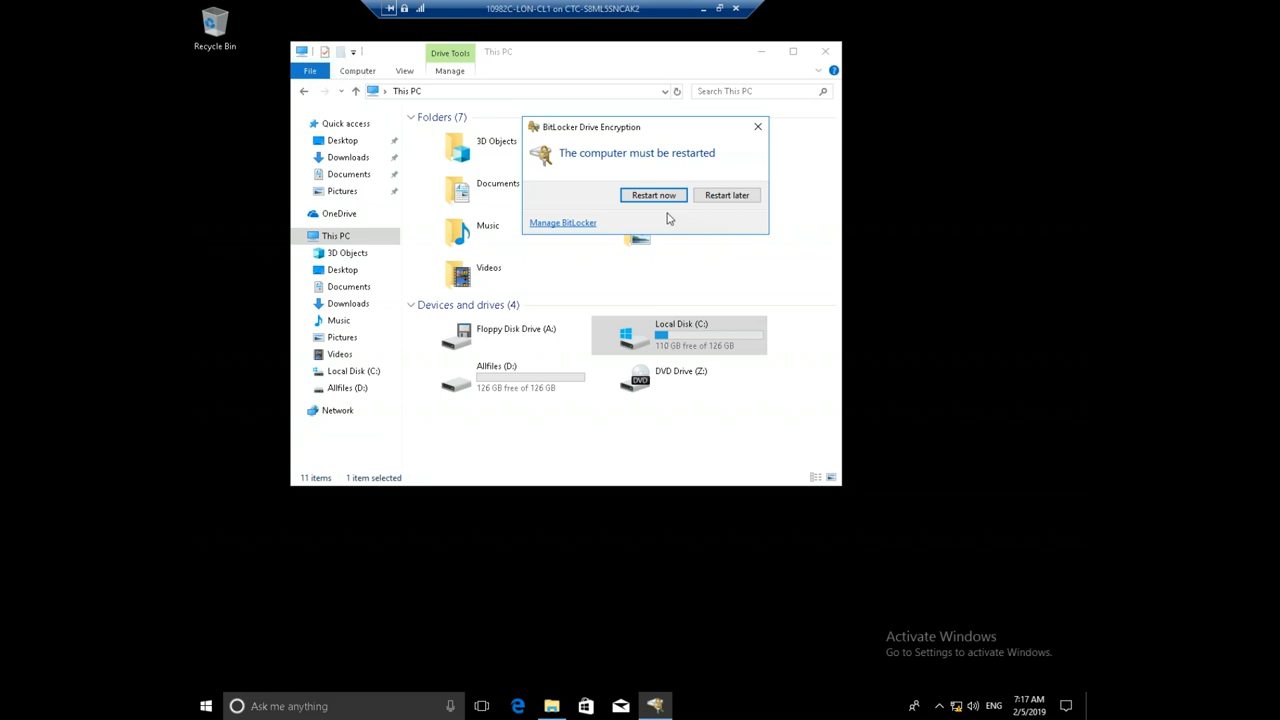 10982C-LON-CL1 on CTC-S8ML5SNCAK2
Recycle Bin
Drive Tools
This PC
File
Computer
View
Manage
This PC
Search This PC
Quick access
Desktop
Downloads
Documents
Pictures
OneDrive
This PC
3D Objects
Desktop
Documents
Downloads
Music
Pictures
Videos
Local Disk (C:)
Allfiles (D:)
Network
Folders (7)
3D Objects
Documents
Music
Videos
BitLocker Drive Encryption
The computer must be restarted
Restart now
Restart later
Manage BitLocker
Devices and drives (4)
Floppy Disk Drive (A:)
Local Disk (C:)
110 GB free of 126 GB
Allfiles (D:)
126 GB free of 126 GB
DVD
DVD Drive (Z:)
11 items
1 item selected
Activate Windows
Go to Settings to activate Windows.
Ask me anything
ENG
7:17 AM
2/5/2019